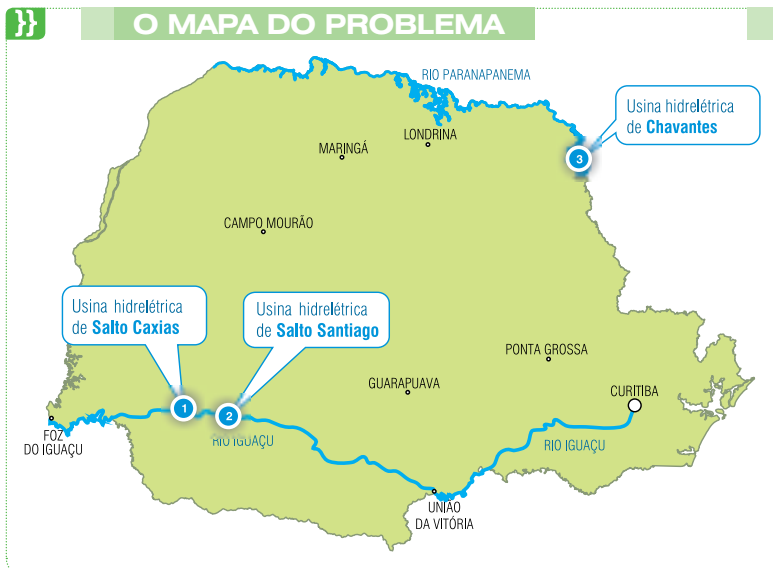 }}
O MAPA DO PROBLEMA
RIO PARANAPANEMA
Usina hidrelétrica
de Chavantes
3
LONDRINA
MARINGÁ
CAMPO MOURÃO
Usina hidrelétrica
de Salto Caxias
Usina hidrelétrica
de Salto Santiago
PONTA GROSSA
GUARAPUAVA
CURITIBA
1
2
FOZ
DO IGUAÇU
RIO IGUAÇU
RIO IGUAÇU
UNIÃO
DA VITÓRIA